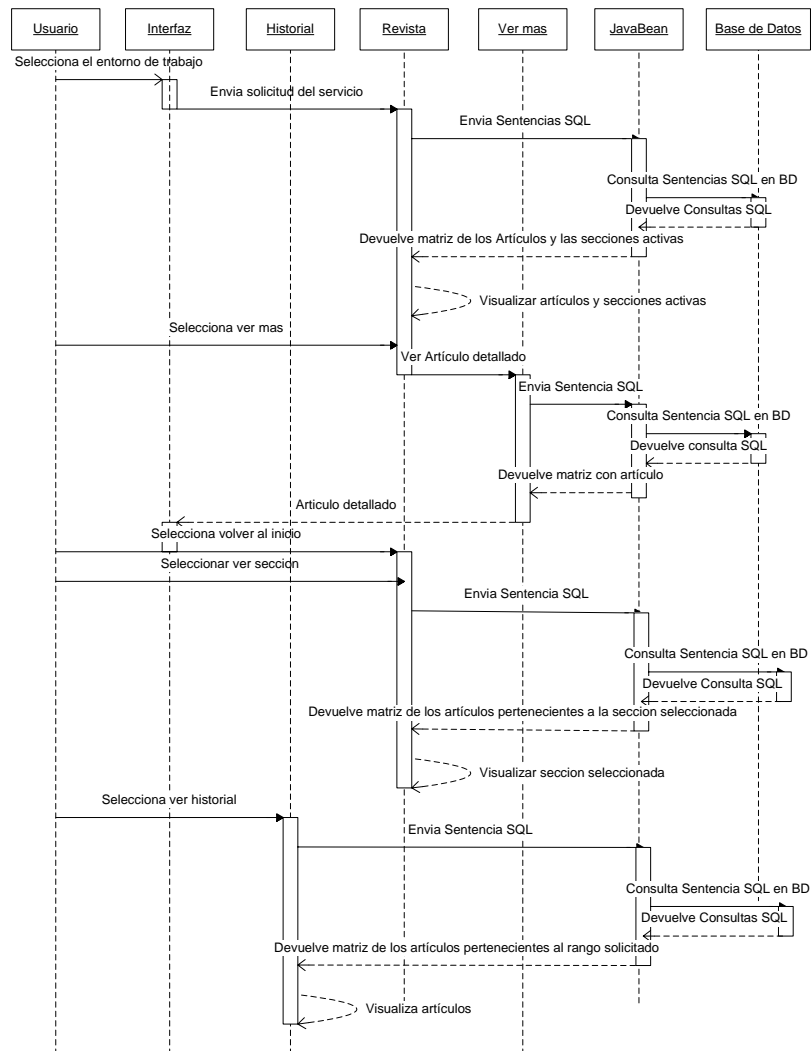 Usuario
Interfaz
Historial
Revista
Ver mas
JavaBean
Base de Datos
Selecciona el entorno de trabajo
Envia solicitud del servicio
Envia Sentencias SQL
Consulta Sentencias SQL en BD
Devuelve Consultas SQL
Devuelve matriz de los Artículos y las secciones activas
Visualizar artículos y secciones activas
Selecciona ver mas
Ver Artículo detallado
Envia Sentencia SQL
Consulta Sentencia SQL en BD
Devuelve consulta SQL
Devuelve matriz con artículo
Articulo detallado
Selecciona volver al inicio
Seleccionar ver seccion
Envia Sentencia SQL
Consulta Sentencia SQL en BD
Devuelve Consulta SQL
Devuelve matriz de los artículos pertenecientes a la seccion seleccionada
Visualizar seccion seleccionada
Selecciona ver historial
Envia Sentencia SQL
Consulta Sentencia SQL en BD
Devuelve Consultas SQL
Devuelve matriz de los artículos pertenecientes al rango solicitado
Visualiza artículos